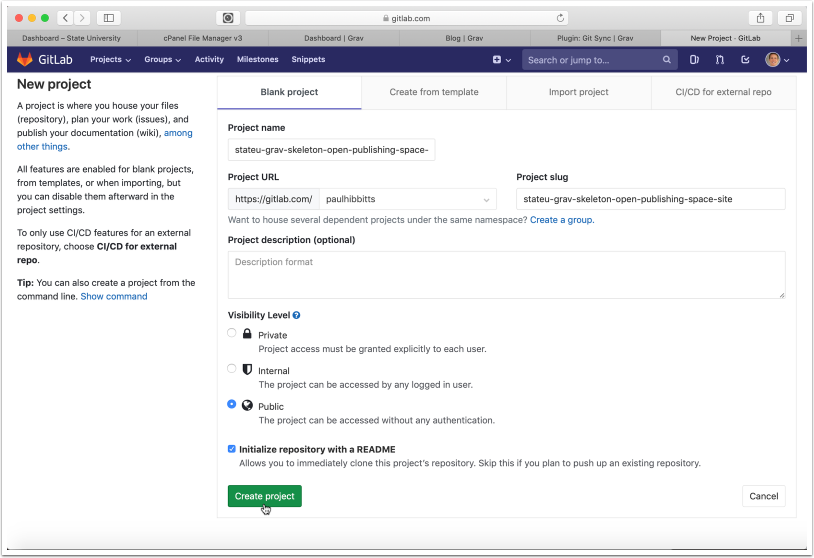 gitlab.com
Dashboard – State University
cPanel File Manager v3
Dashboard | Grav
Blog | Grav
Plugin: Git Sync | Grav
New Project · GitLab
GitLab
Projects
Groups
Activity
Milestones
Snippets
Search or jump to...
New project
A project is where you house your files
(repository), plan your work (issues), and
publish your documentation (wiki), among
other things.
All features are enabled for blank projects,
from templates, or when importing, but
you can disable them afterward in the
project settings.
To only use CI/CD features for an external
repository, choose CI/CD for external
repo.
Tip: You can also create a project from the
command line. Show command
Blank project
Create from template
Import project
CI/CD for external repo
Project name
stateu-grav-skeleton-open-publishing-space-
Project URL
https://gitlab.com/
paulhibbitts
Project slug
stateu-grav-skeleton-open-publishing-space-site
Want to house several dependent projects under the same namespace? Create a group.
Project description (optional)
Description format
Visibility Level
Private
Project access must be granted explicitly to each user.
Internal
The project can be accessed by any logged in user.
Public
The project can be accessed without any authentication.
Initialize repository with a README
Allows you to immediately clone this project's repository. Skip this if you plan to push up an existing repository.
Create project
Cancel